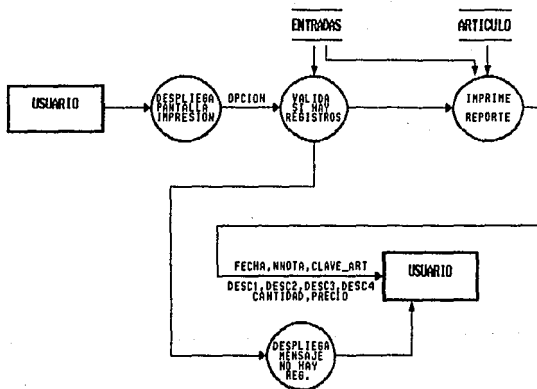 ENTRADAS
ARTICULO
USUARIO
DESPLIEGA
PANTALLA
IMPRESION
OPCION
VALIDA
SI HAY
REGISTROS
IMPRIME
REPORTE
FECHA,NNOTA,CLAVE_ART
DESC1,DESC2,DESC3,DESC4
CANTIDAD,PRECIO
USUARIO
DESPLIEGA
MENSAJE
NO HAY
REG.